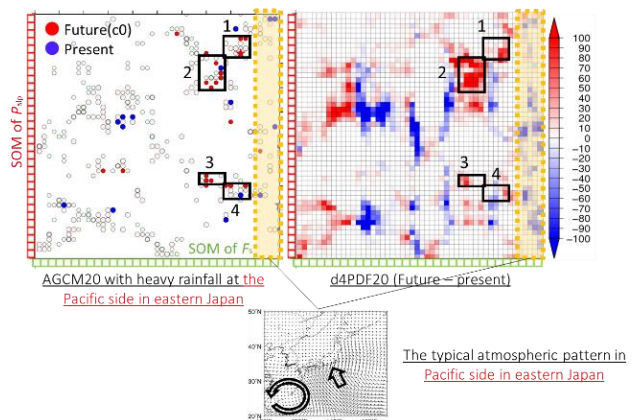 Future(c0)
Present
1
2
3
4
SOM of Pslp
SOM of F
AGCM20 with heavy rainfall at the
Pacific side in eastern Japan
1
2
3
4
100
90
80
70
60
50
40
30
20
10
0
−10
−20
−30
−40
−50
−60
−70
−80
−90
−100
d4PDF20 (Future – present)
50°N
40°N
30°N
20°N
The typical atmospheric pattern in
Pacific side in eastern Japan